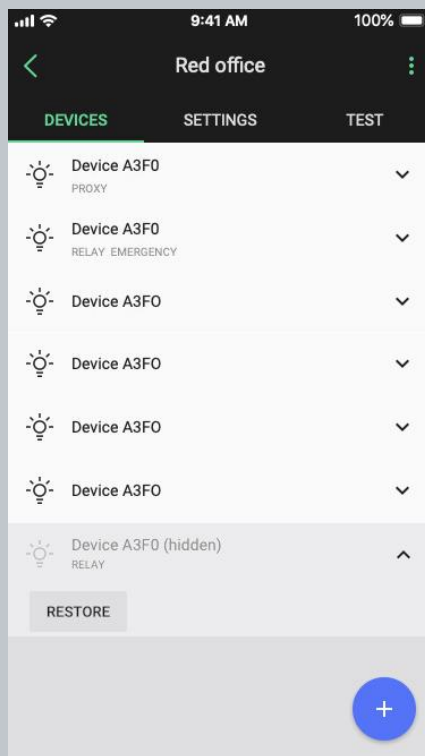 9:41 AM
100%
Red office
DEVICES
SETTINGS
TEST
Device A3F0
PROXY
Device A3F0
RELAY EMERGENCY
Device A3FO
Device A3FO
Device A3FO
Device A3FO
Device A3F0 (hidden)
RELAY
RESTORE
+